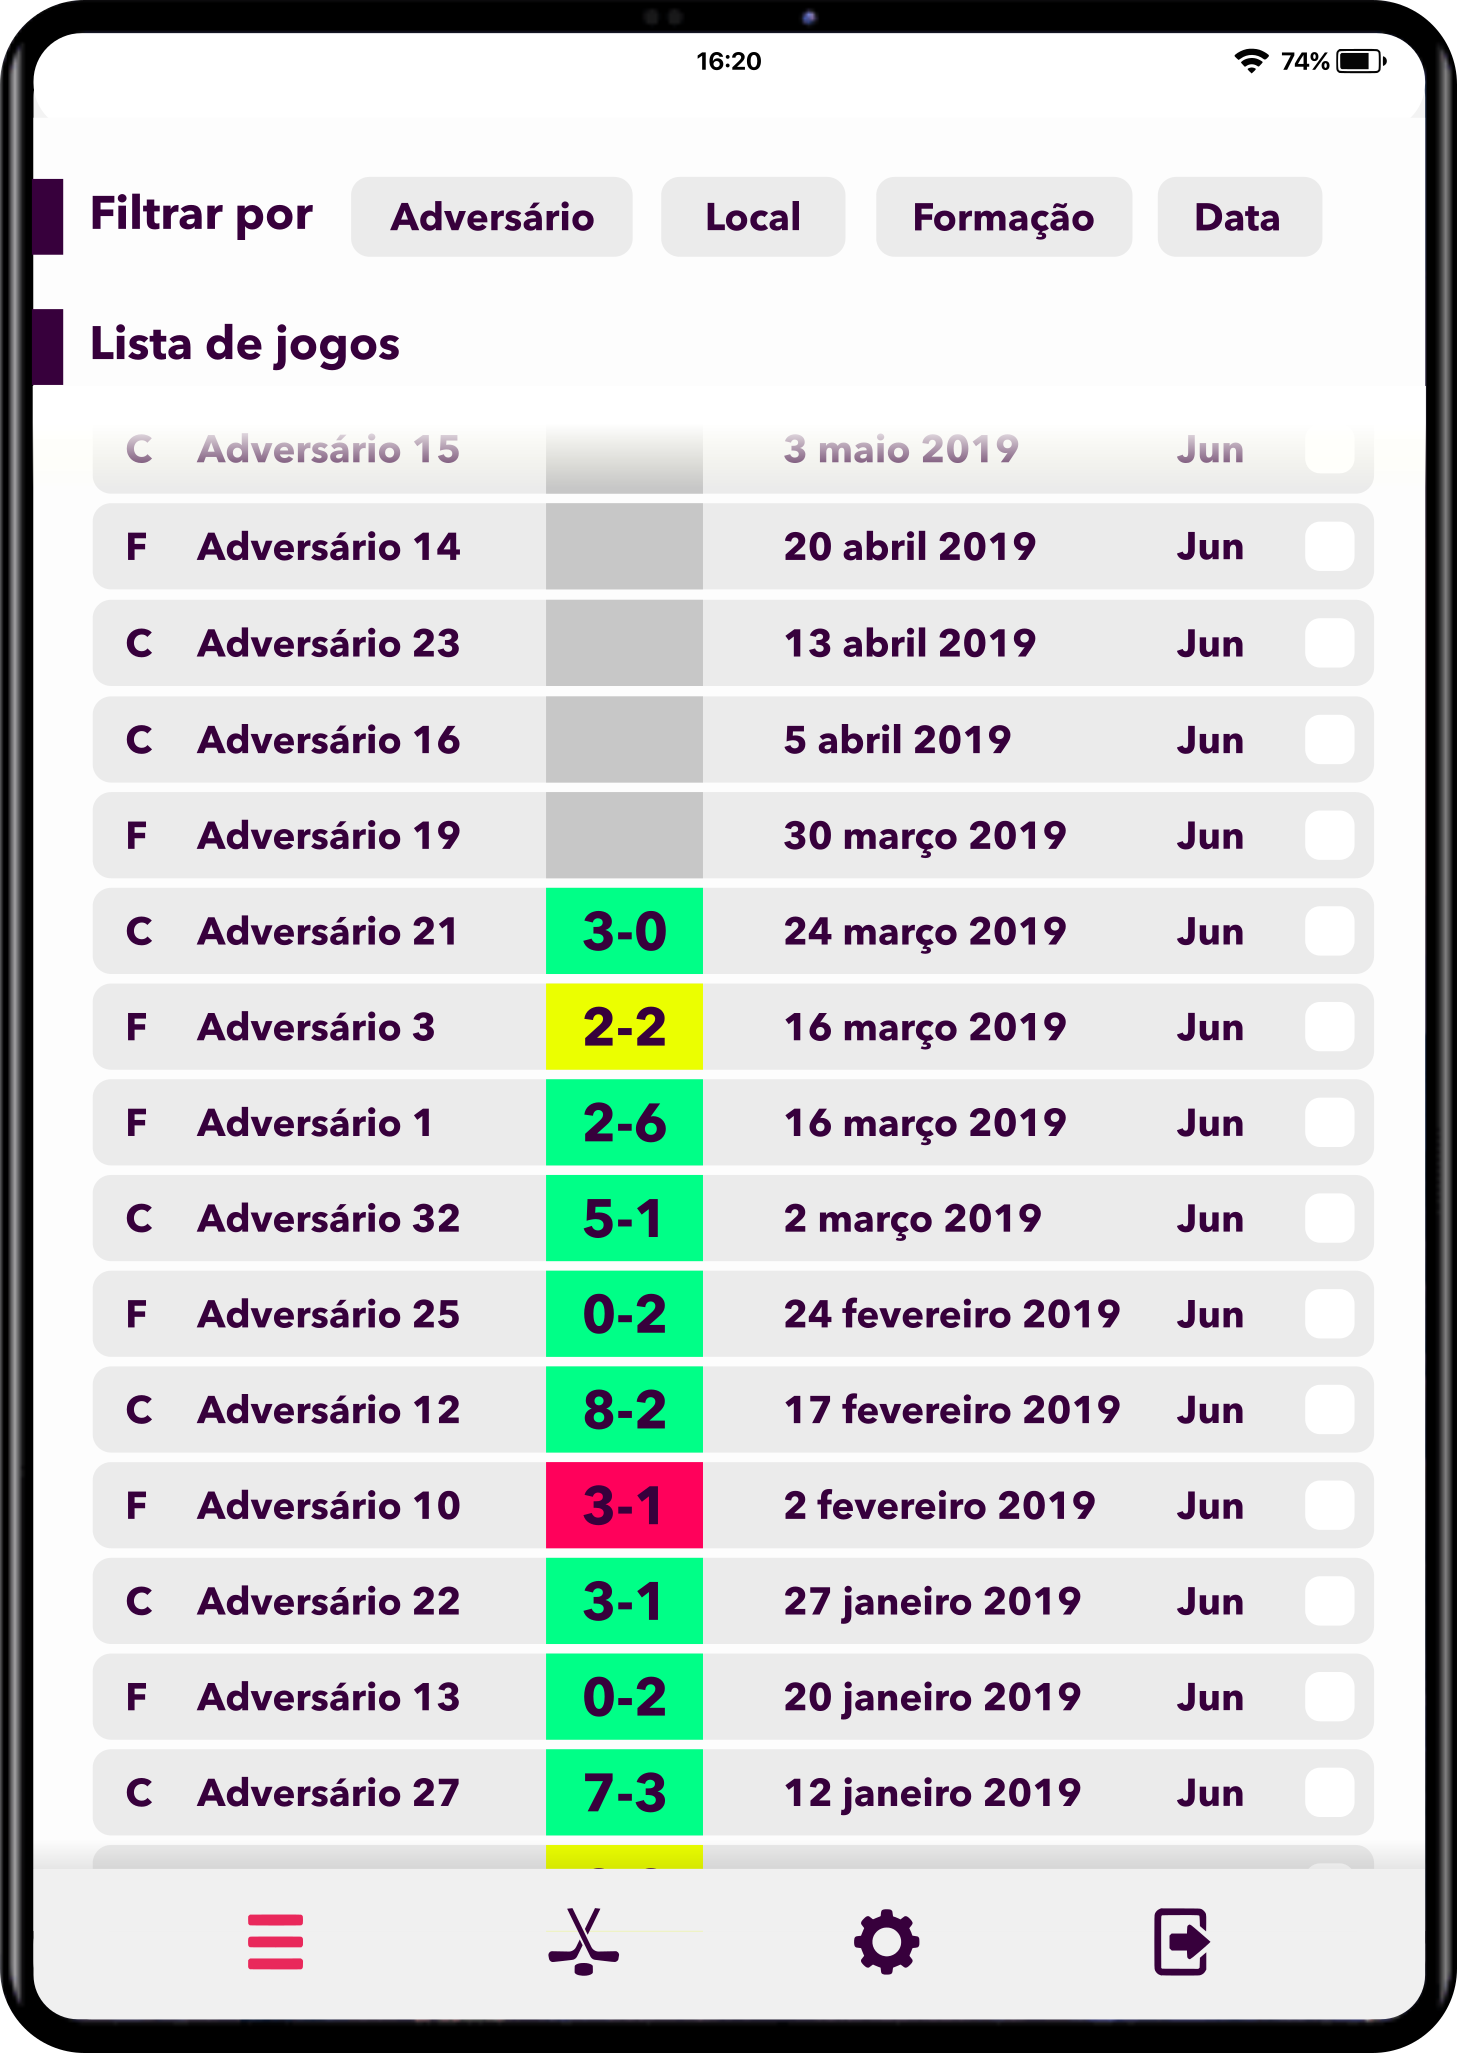 16:20 74%
Filtrar por Adversário Local Formação Data
Lista de jogos
C Adversário 15 3 maio 2019 Jun
F Adversário 14 20 abril 2019 Jun
C Adversário 23 13 abril 2019 Jun
C Adversário 16 5 abril 2019 Jun
F Adversário 19 30 março 2019 Jun
C Adversário 21 3-0 24 março 2019 Jun
F Adversário 3 2-2 16 março 2019 Jun
F Adversário 1 2-6 16 março 2019 Jun
C Adversário 32 5-1 2 março 2019 Jun
F Adversário 25 0-2 24 fevereiro 2019 Jun
C Adversário 12 8-2 17 fevereiro 2019 Jun
F Adversário 10 3-1 2 fevereiro 2019 Jun
C Adversário 22 3-1 27 janeiro 2019 Jun
F Adversário 13 0-2 20 janeiro 2019 Jun
C Adversário 27 7-3 12 janeiro 2019 Jun